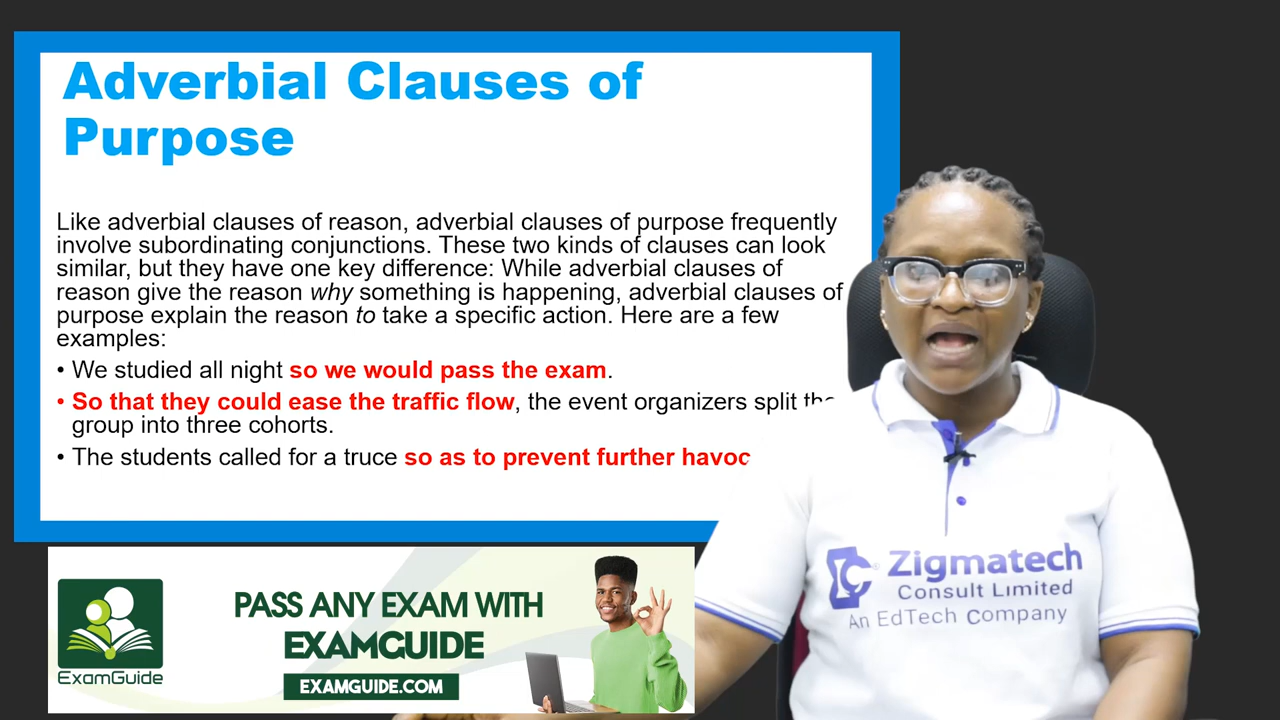 Adverbial Clauses of
Purpose
Like adverbial clauses of reason, adverbial clauses of purpose frequently
involve subordinating conjunctions. These two kinds of clauses can look
similar, but they have one key difference: While adverbial clauses of
reason give the reason why something is happening, adverbial clauses of
purpose explain the reason to take a specific action. Here are a few
examples:
• We studied all night so we would pass the exam.
• So that they could ease the traffic flow, the event organizers split the
group into three cohorts.
• The students called for a truce so as to prevent further havoc
PASS ANY EXAM WITH
EXAMGUIDE
EXAMGUIDE.COM
ExamGuide
Zigmatech
Consult Limited
An EdTech Company